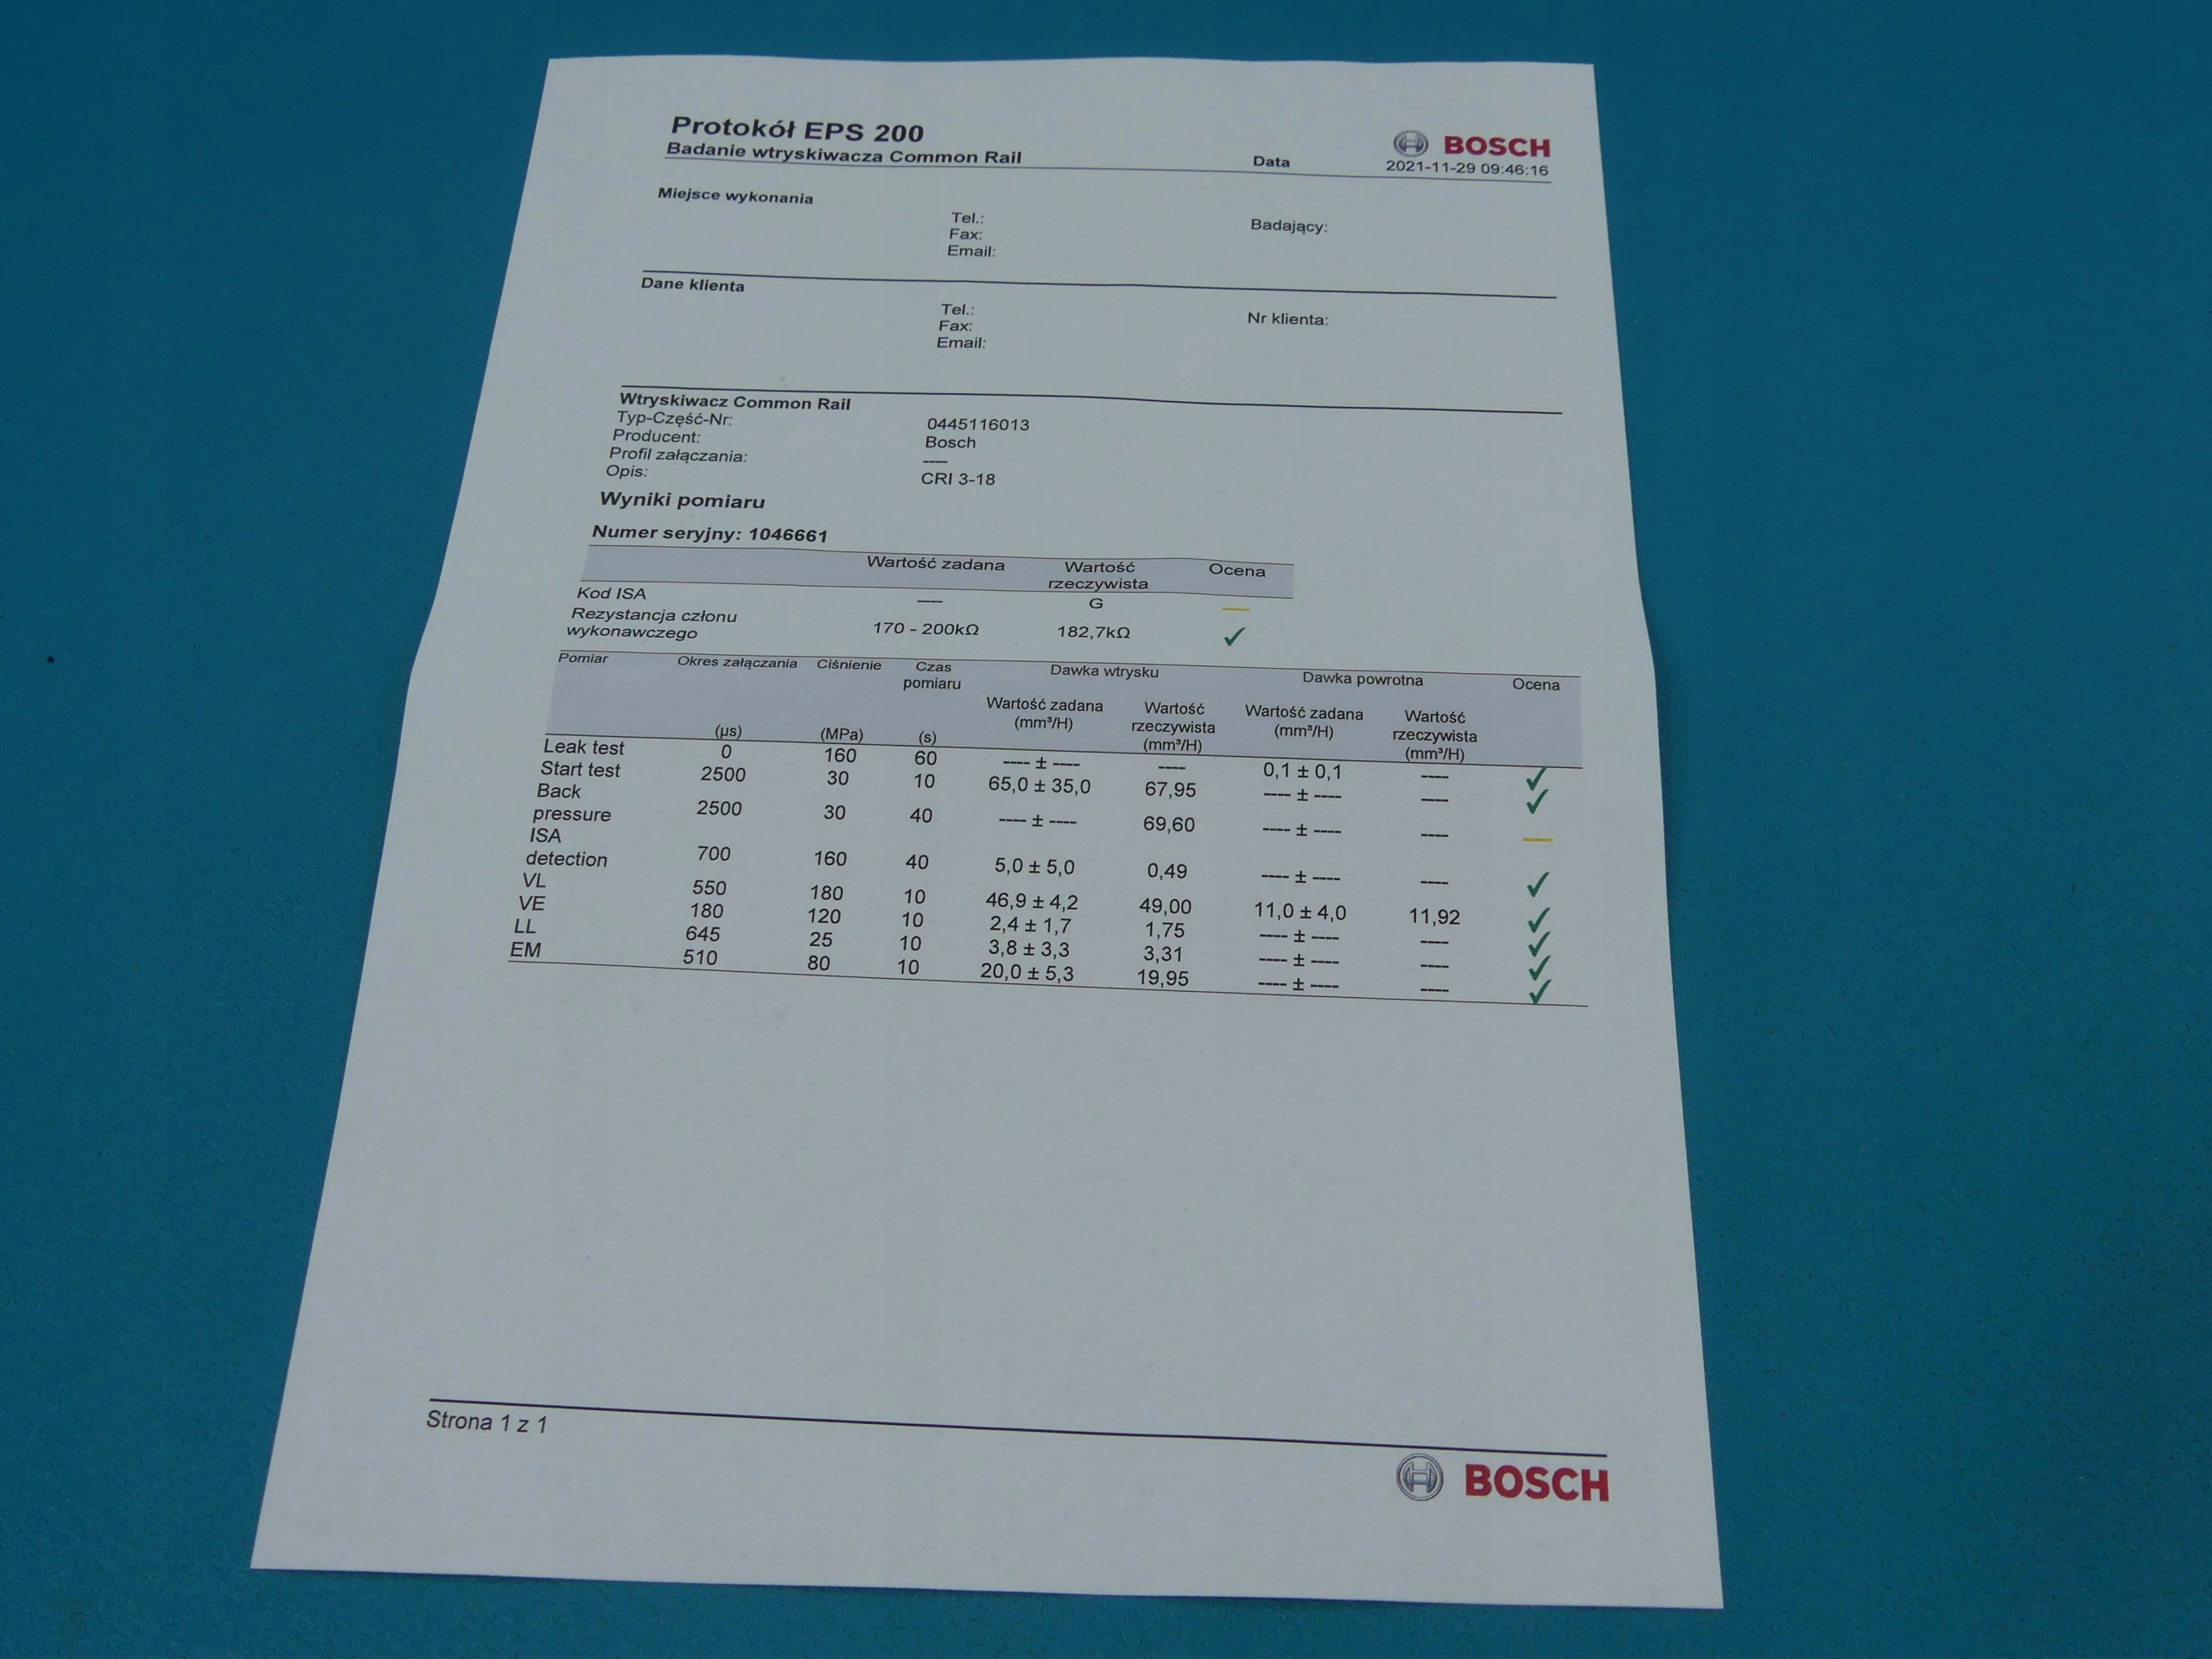 Protokół EPS 200
Badanie wtryskiwacza Common Rail
Data
BOSCH
2021-11-29 09:46:16
Miejsce wykonania
Tel.:
Fax:
Email:
Badający:
Dane klienta
Tel.:
Fax:
Email:
Nr klienta:
Wtryskiwacz Common Rail
Typ-Część-Nr: 0445116013
Producent: Bosch
Profil załączania: ----
Opis: CRI 3-18
Wyniki pomiaru
Numer seryjny: 1046661
Wartość zadana Wartość rzeczywista Ocena
Kod ISA ---- G
Rezystancja członu wykonawczego 170 - 200kΩ 182,7kΩ ✓
Pomiar Okres załączania (µs) Ciśnienie (MPa) Czas pomiaru (s) Dawka wtrysku Dawka powrotna Ocena
Wartość zadana (mm³/H) Wartość rzeczywista (mm³/H) Wartość zadana (mm³/H) Wartość rzeczywista (mm³/H)
Leak test 0 160 60 ---- ± ---- ---- 0,1 ± 0,1 ---- ✓
Start test 2500 30 10 65,0 ± 35,0 67,95 ---- ± ---- ---- ✓
Back pressure 2500 30 40 ---- ± ---- 69,60 ---- ± ---- ----
ISA detection 700 160 40 5,0 ± 5,0 0,49 ---- ± ---- ---- ✓
VL 550 180 10 46,9 ± 4,2 49,00 11,0 ± 4,0 11,92 ✓
VE 180 120 10 2,4 ± 1,7 1,75 ---- ± ---- ---- ✓
LL 645 25 10 3,8 ± 3,3 3,31 ---- ± ---- ---- ✓
EM 510 80 10 20,0 ± 5,3 19,95 ---- ± ---- ---- ✓
Strona 1 z 1
BOSCH